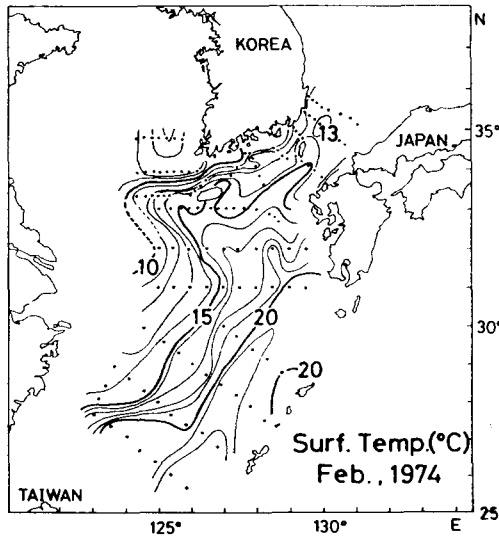 N
KOREA
13
35°
JAPAN
10
15
20
30°
20
Surf. Temp.(°C)
Feb., 1974
TAIWAN
25
125°
130°
E